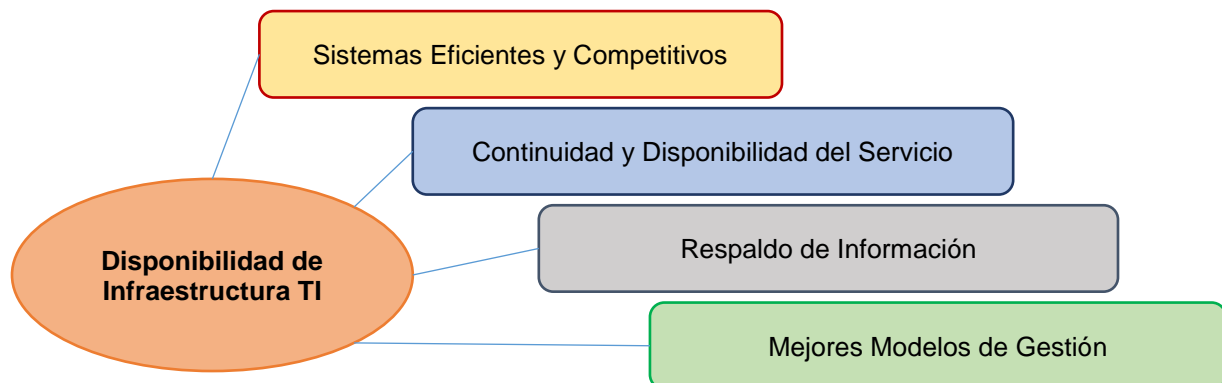 Sistemas Eficientes y Competitivos
Continuidad y Disponibilidad del Servicio
Disponibilidad de
Infraestructura TI
Respaldo de Información
Mejores Modelos de Gestión